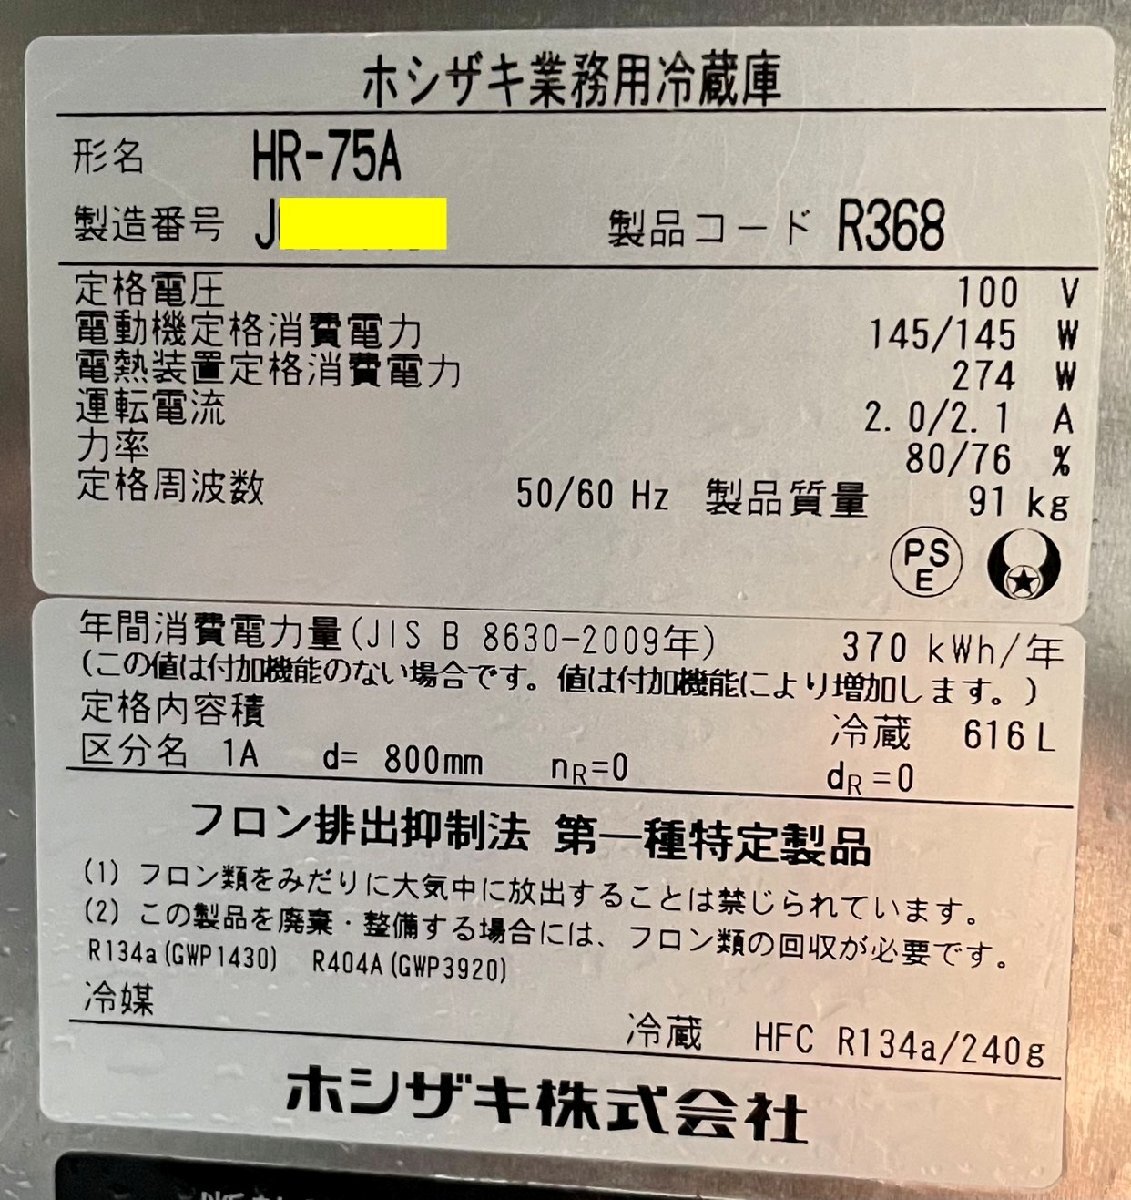 ホシザキ業務用冷蔵庫
形名 HR-75A
製造番号 J 製品コード R368
定格電圧 100 V
電動機定格消費電力 145/145 W
電熱装置定格消費電力 274 W
運転電流 2.0/2.1 A
力率 80/76 %
定格周波数 50/60 Hz 製品質量 91 kg
PSE
年間消費電力量(JIS B 8630-2009年) 370 kWh/年
(この値は付加機能のない場合です。値は付加機能により増加します。)
定格内容積 冷蔵 616L
区分名 1A d= 800mm nR=0 dR=0
フロン排出抑制法 第一種特定製品
(1) フロン類をみだりに大気中に放出することは禁じられています。
(2) この製品を廃棄・整備する場合には、フロン類の回収が必要です。
R134a(GWP1430) R404A(GWP3920)
冷媒
冷蔵 HFC R134a/240g
ホシザキ株式会社